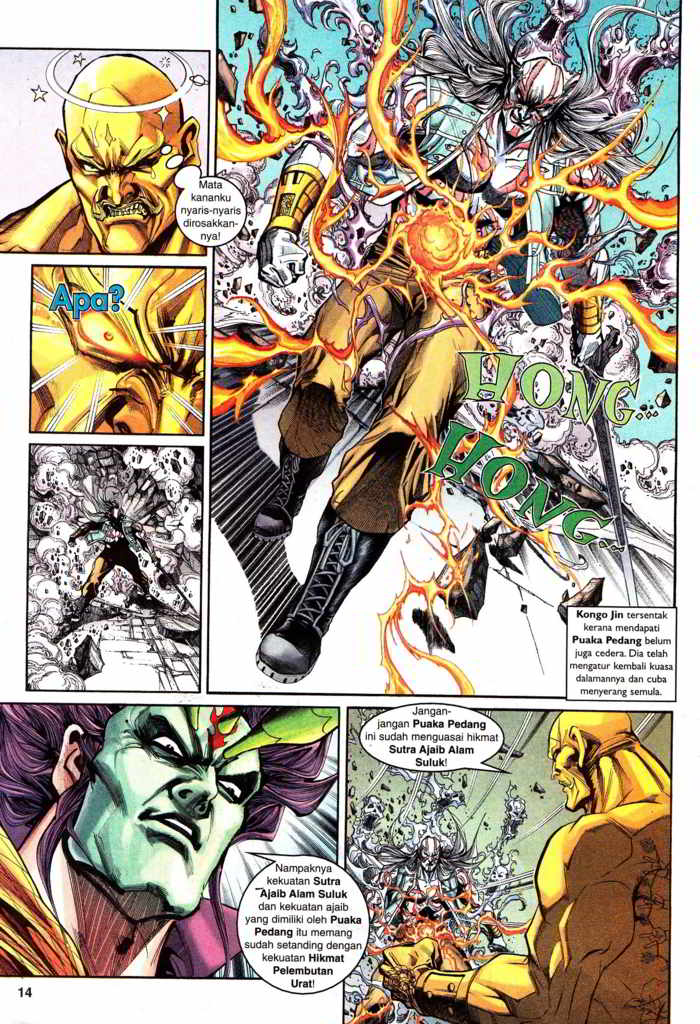 Mata
kananku
nyaris-nyaris
dirosakkan-
nya!
Apa?
HONG...
HONG...
Kongo Jin tersentak
kerana mendapati
Puaka Pedang belum
juga cedera. Dia telah
mengatur kembali kuasa
dalamannya dan cuba
menyerang semula.
Nampaknya
kekuatan Sutra
Ajaib Alam Suluk
dan kekuatan ajaib
yang dimiliki oleh Puaka
Pedang itu memang
sudah setanding dengan
kekuatan Hikmat
Pelembutan
Urat!
Jangan-
jangan Puaka Pedang
ini sudah menguasai hikmat
Sutra Ajaib Alam
Suluk!
14